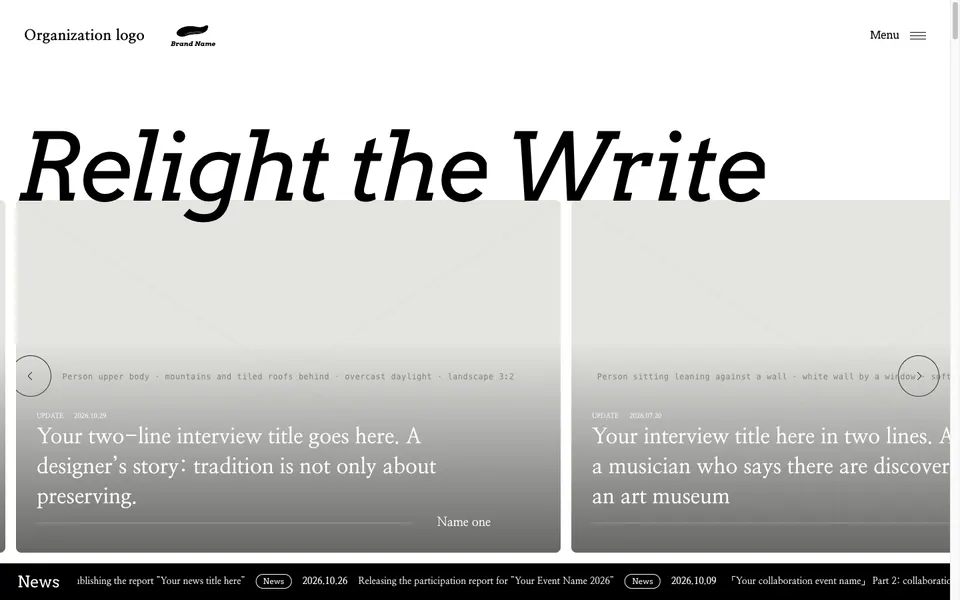 Organization logo
Brand Name
Menu
Relight the Write
Person upper body · mountains and tiled roofs behind · overcast daylight · landscape 3:2
UPDATE 2026.10.29
Your two-line interview title goes here. A
designer's story: tradition is not only about
preserving.
Name one
Person sitting leaning against a wall · white wall by a window · soft
UPDATE 2026.07.20
Your interview title here in two lines. A
a musician who says there are discover
an art museum
News
ublishing the report "Your news title here" News 2026.10.26 Releasing the participation report for "Your Event Name 2026" News 2026.10.09 「Your collaboration event name」 Part 2: collaboratio